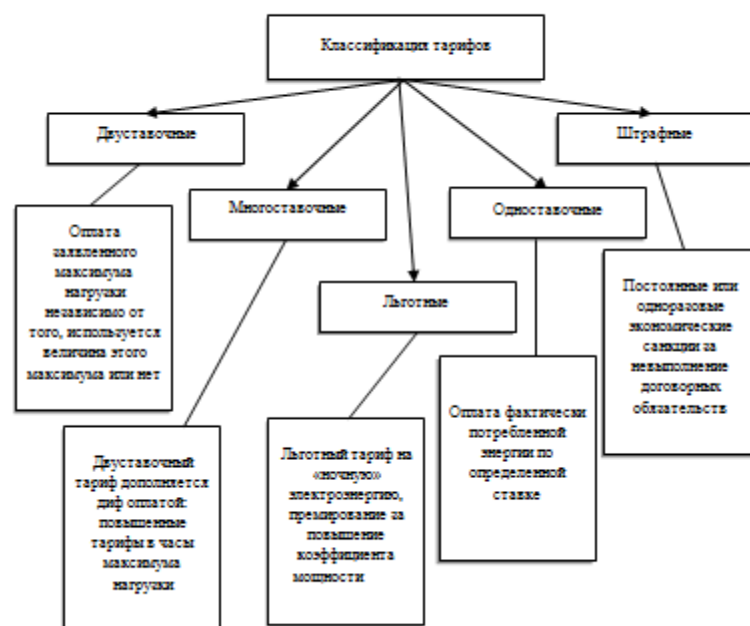 Классификация тарифов
Двуставочные
Штрафные
Многоставочные
Одноставочные
Льготные
Оплата
заявленного
максимума
нагрузки
независимо от
того, используется
величина этого
максимума или нет
Постоянные или
одноразовые
экономические
санкции за
невыполнение
договорных
обязательств
Двуставочный
тариф дополняется
диф оплатой:
повышенные
тарифы в часы
максимума
нагрузки
Льготный тариф на
«ночную»
электроэнергию,
премирование за
повышение
коэффициента
мощности
Оплата фактически
потребленной
энергии по
определенной
ставке